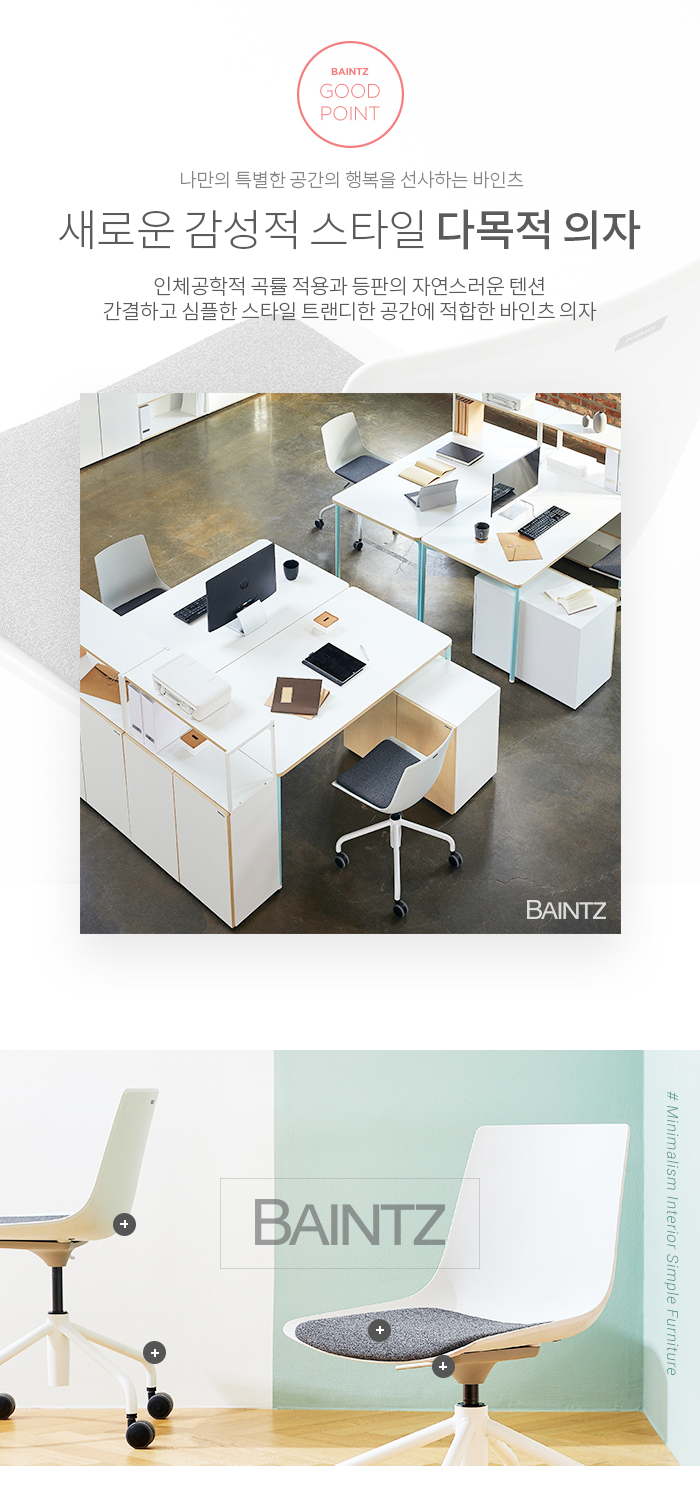 BAINTZ
GOOD
POINT
나만의 특별한 공간의 행복을 선사하는 바인츠
새로운 감성적 스타일 다목적 의자
인체공학적 곡률 적용과 등판의 자연스러운 텐션
간결하고 심플한 스타일 트랜디한 공간에 적합한 바인츠 의자
BAINTZ
BAINTZ
# Minimalism Interior Simple Furniture